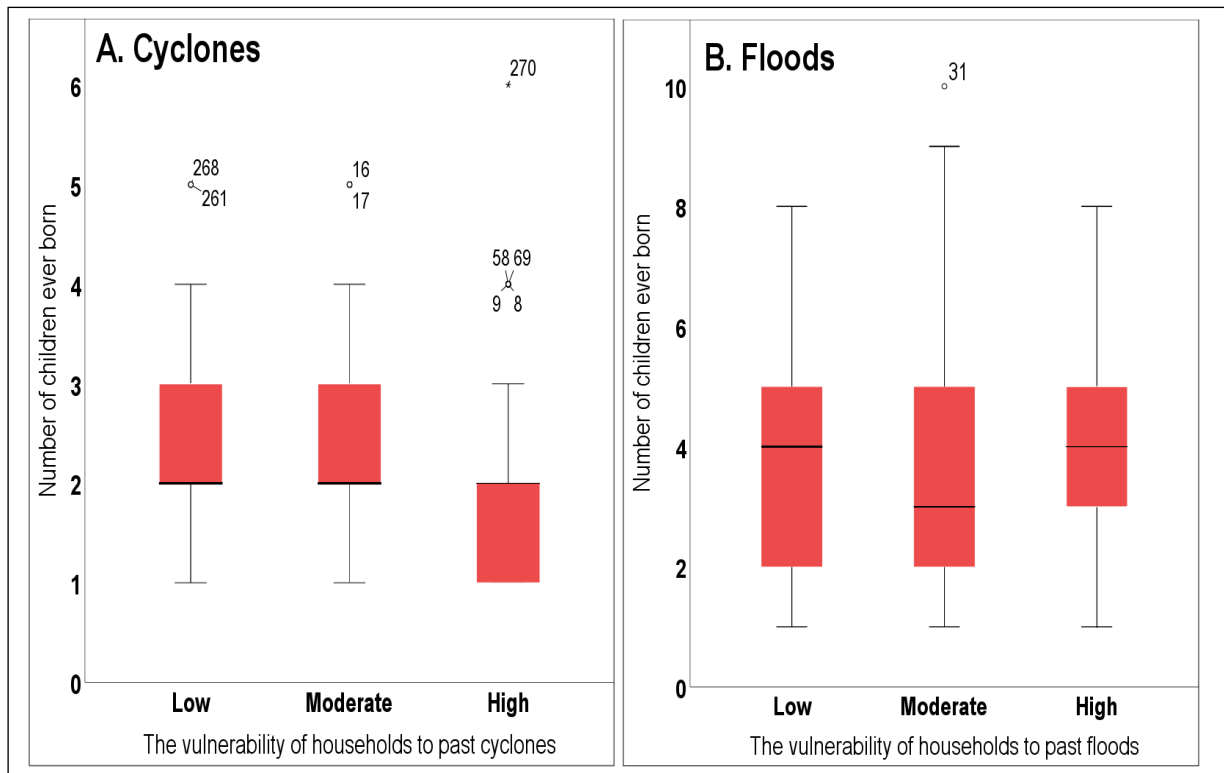 A. Cyclones
Number of children ever born
6
5
4
3
2
1
0
270
268
261
16
17
58 69
9 8
Low Moderate High
The vulnerability of households to past cyclones
B. Floods
Number of children ever born
10
8
6
4
2
0
31
Low Moderate High
The vulnerability of households to past floods